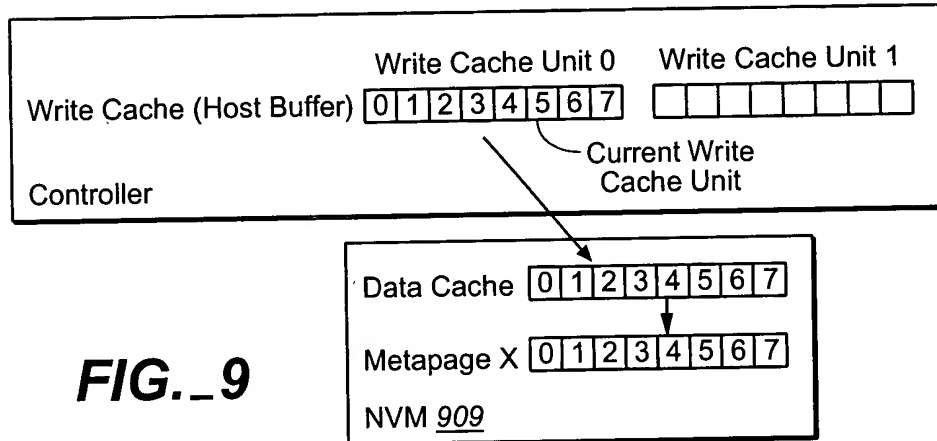 Write Cache Unit 0 Write Cache Unit 1
Write Cache (Host Buffer) 0 1 2 3 4 5 6 7
Current Write
Cache Unit
Controller
Data Cache 0 1 2 3 4 5 6 7
Metapage X 0 1 2 3 4 5 6 7
NVM 909
FIG._9